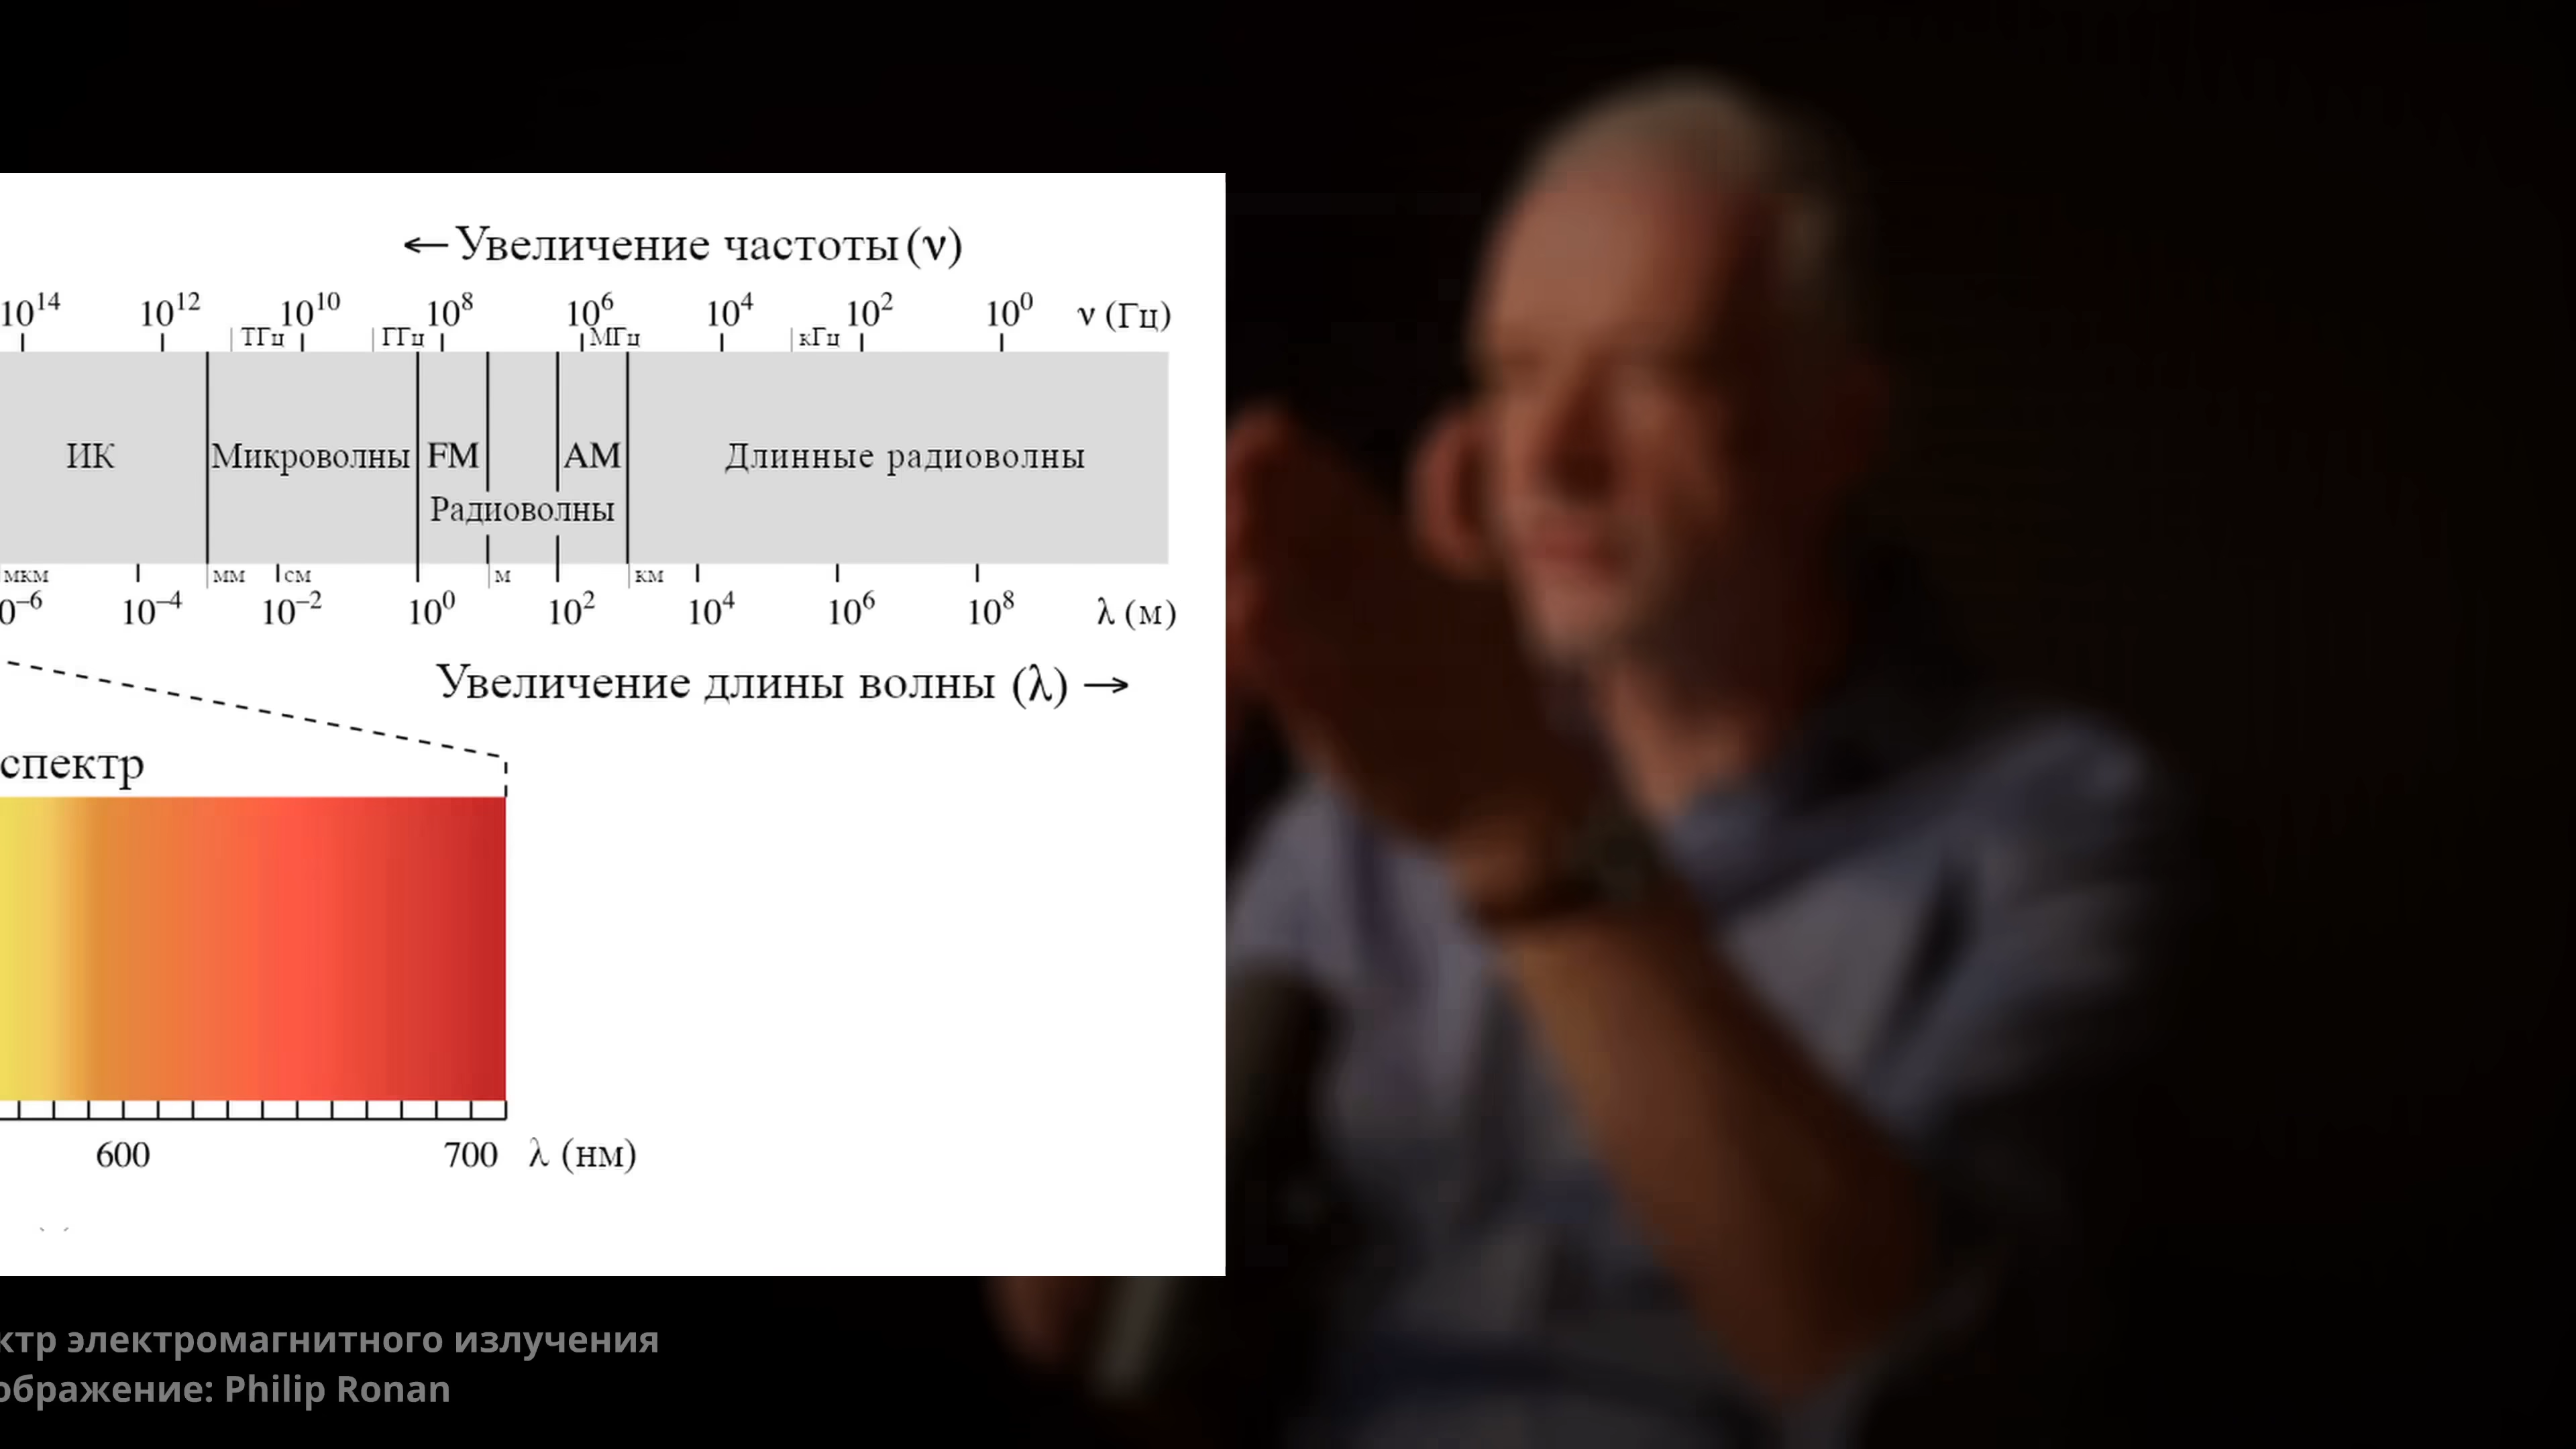 ←Увеличение частоты (ν)
10¹⁴ 10¹² 10¹⁰ 10⁸ 10⁶ 10⁴ 10² 10⁰ ν (Гц)
ТГц ГГц МГц кГц
ИК Микроволны FM AM Длинные радиоволны
Радиоволны
мкм мм см м км
0⁻⁶ 10⁻⁴ 10⁻² 10⁰ 10² 10⁴ 10⁶ 10⁸ λ (м)
Увеличение длины волны (λ) →
спектр
600 700 λ (нм)
ктр электромагнитного излучения
ображение: Philip Ronan